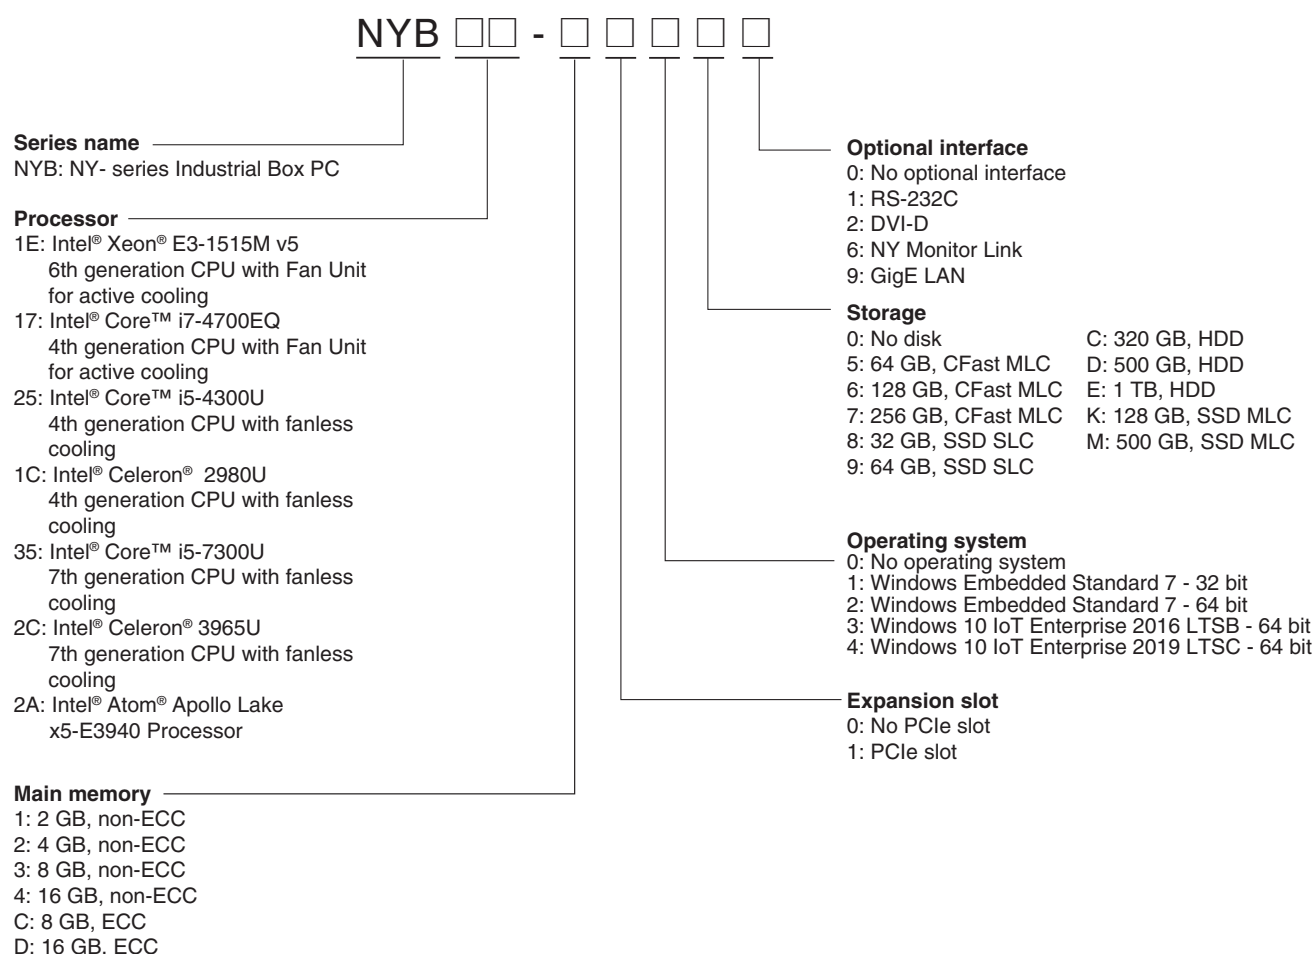 NYB □□ - □ □ □ □ □
Series name
NYB: NY- series Industrial Box PC
Processor
1E: Intel® Xeon® E3-1515M v5
6th generation CPU with Fan Unit
for active cooling
17: Intel® Core™ i7-4700EQ
4th generation CPU with Fan Unit
for active cooling
25: Intel® Core™ i5-4300U
4th generation CPU with fanless
cooling
1C: Intel® Celeron® 2980U
4th generation CPU with fanless
cooling
35: Intel® Core™ i5-7300U
7th generation CPU with fanless
cooling
2C: Intel® Celeron® 3965U
7th generation CPU with fanless
cooling
2A: Intel® Atom® Apollo Lake
x5-E3940 Processor
Main memory
1: 2 GB, non-ECC
2: 4 GB, non-ECC
3: 8 GB, non-ECC
4: 16 GB, non-ECC
C: 8 GB, ECC
D: 16 GB, ECC
Optional interface
0: No optional interface
1: RS-232C
2: DVI-D
6: NY Monitor Link
9: GigE LAN
Storage
0: No disk
5: 64 GB, CFast MLC
6: 128 GB, CFast MLC
7: 256 GB, CFast MLC
8: 32 GB, SSD SLC
9: 64 GB, SSD SLC
C: 320 GB, HDD
D: 500 GB, HDD
E: 1 TB, HDD
K: 128 GB, SSD MLC
M: 500 GB, SSD MLC
Operating system
0: No operating system
1: Windows Embedded Standard 7 - 32 bit
2: Windows Embedded Standard 7 - 64 bit
3: Windows 10 IoT Enterprise 2016 LTSB - 64 bit
4: Windows 10 IoT Enterprise 2019 LTSC - 64 bit
Expansion slot
0: No PCIe slot
1: PCIe slot